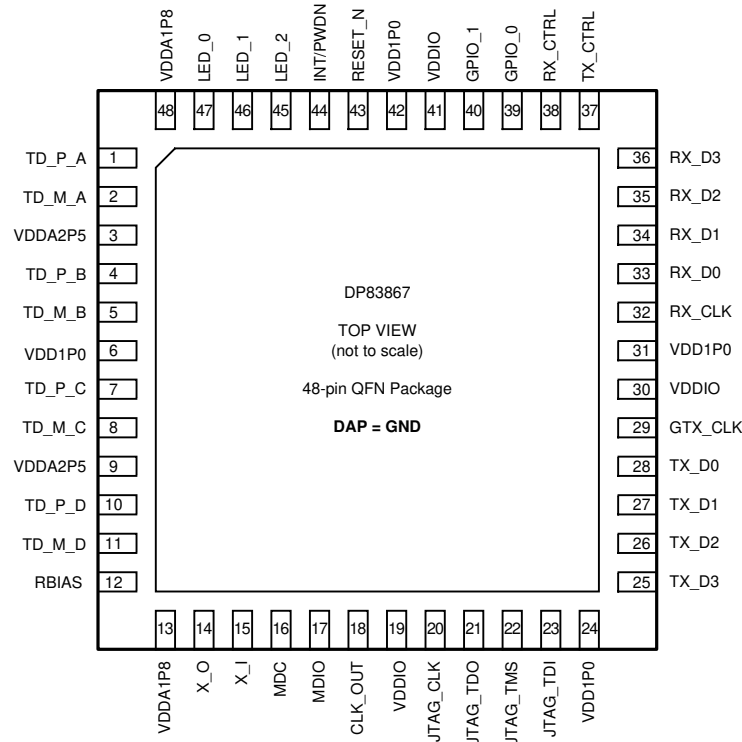 VDDA1P8
LED_0
LED_1
LED_2
INT/PWDN
RESET_N
VDD1P0
VDDIO
GPIO_1
GPIO_0
RX_CTRL
TX_CTRL
48 47 46 45 44 43 42 41 40 39 38 37
TD_P_A 1
TD_M_A 2
VDDA2P5 3
TD_P_B 4
TD_M_B 5
VDD1P0 6
TD_P_C 7
TD_M_C 8
VDDA2P5 9
TD_P_D 10
TD_M_D 11
RBIAS 12
DP83867
TOP VIEW
(not to scale)
48-pin QFN Package
DAP = GND
36 RX_D3
35 RX_D2
34 RX_D1
33 RX_D0
32 RX_CLK
31 VDD1P0
30 VDDIO
29 GTX_CLK
28 TX_D0
27 TX_D1
26 TX_D2
25 TX_D3
13 14 15 16 17 18 19 20 21 22 23 24
VDDA1P8
X_O
X_I
MDC
MDIO
CLK_OUT
VDDIO
JTAG_CLK
JTAG_TDO
JTAG_TMS
JTAG_TDI
VDD1P0